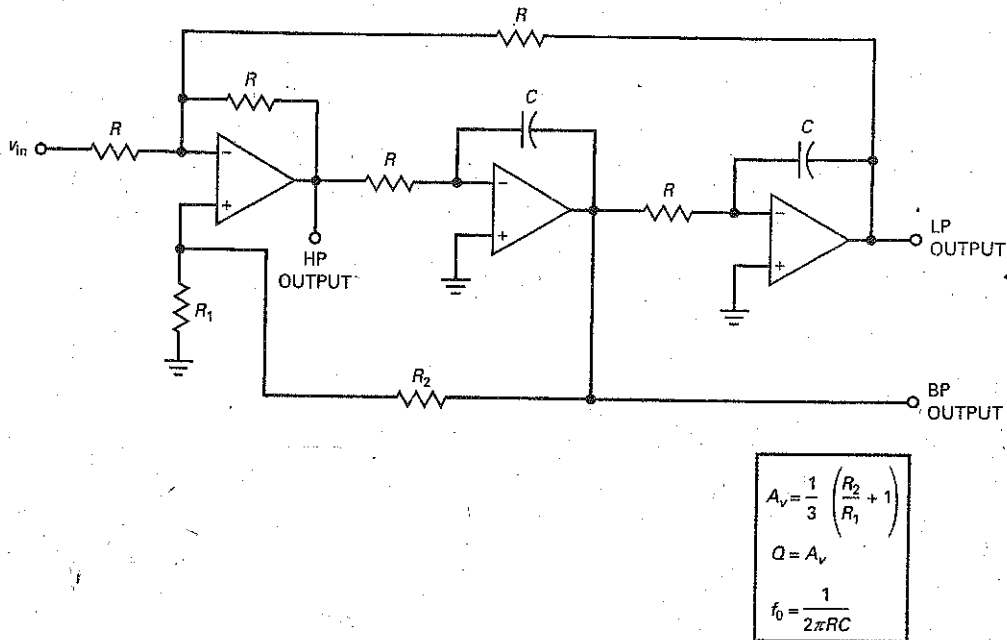 R
R
C
C
v_in
R
R
R
−
+
−
+
−
+
HP
OUTPUT
LP
OUTPUT
R_1
R_2
BP
OUTPUT
A_v = 1/3 (R_2/R_1 + 1)
Q = A_v
f_0 = 1/2πRC